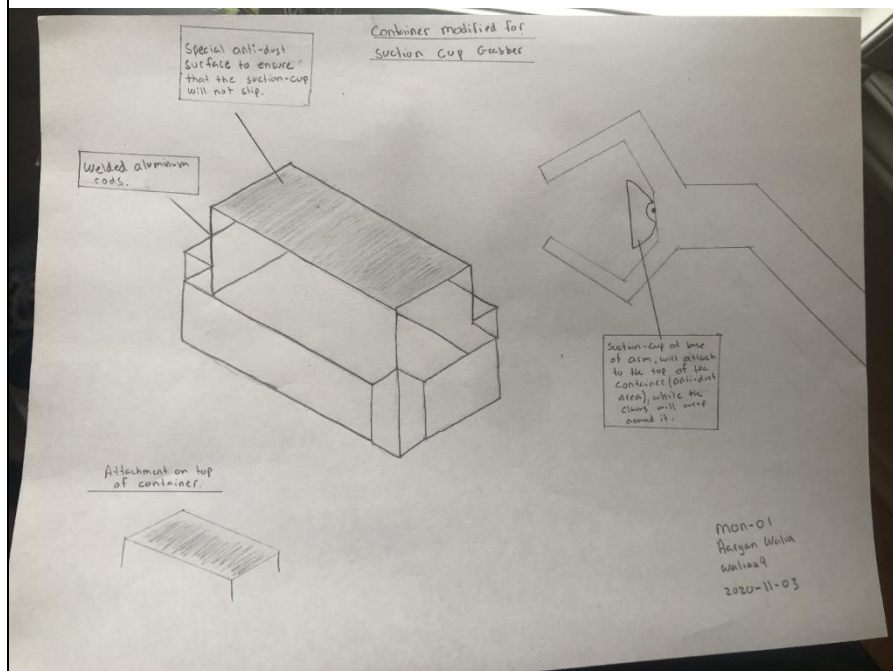 Container modified for
Suction Cup Grabber
Special anti-dust
surface to ensure
that the suction-cup
will not slip.
Welded aluminum
rods.
Suction-cup at base
of arm, will attach
to the top of the
container (anti-dust
area), while the
claws will wrap
around it.
Attachment on top
of container.
Mon-01
Aaryan Walia
waliaa9
2020-11-03